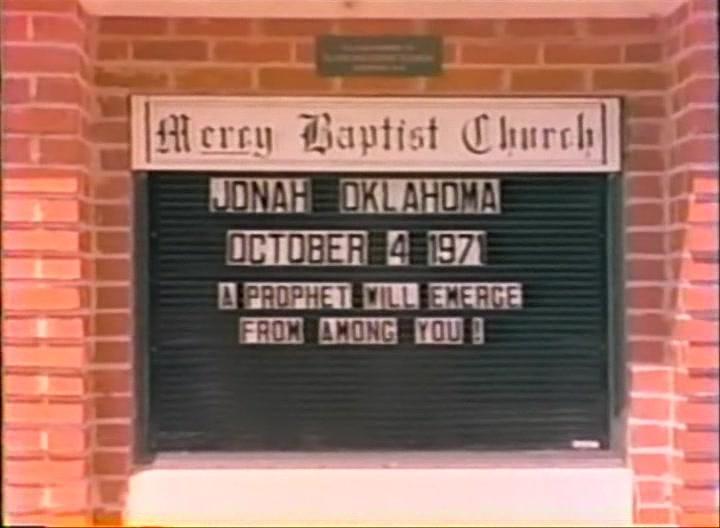 Mercy Baptist Church
JONAH OKLAHOMA
OCTOBER 4 1971
A PROPHET WILL EMERGE
FROM AMONG YOU !